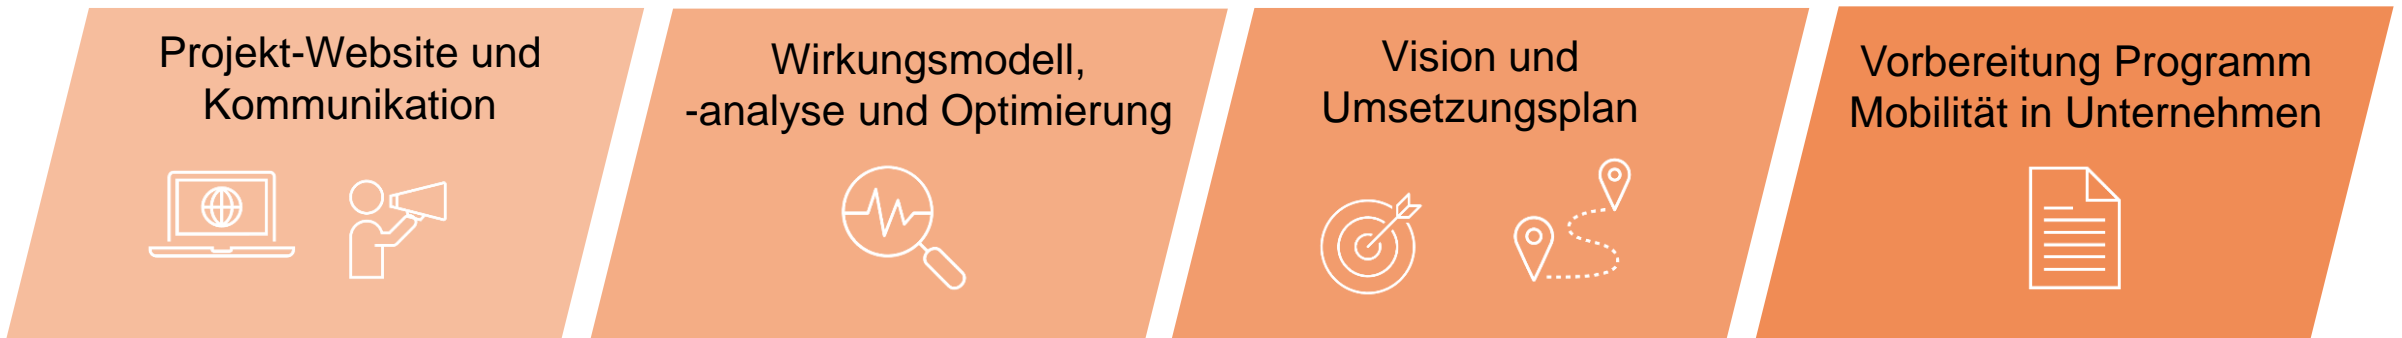 Projekt-Website und
Kommunikation
Wirkungsmodell,
-analyse und Optimierung
Vision und
Umsetzungsplan
Vorbereitung Programm
Mobilität in Unternehmen